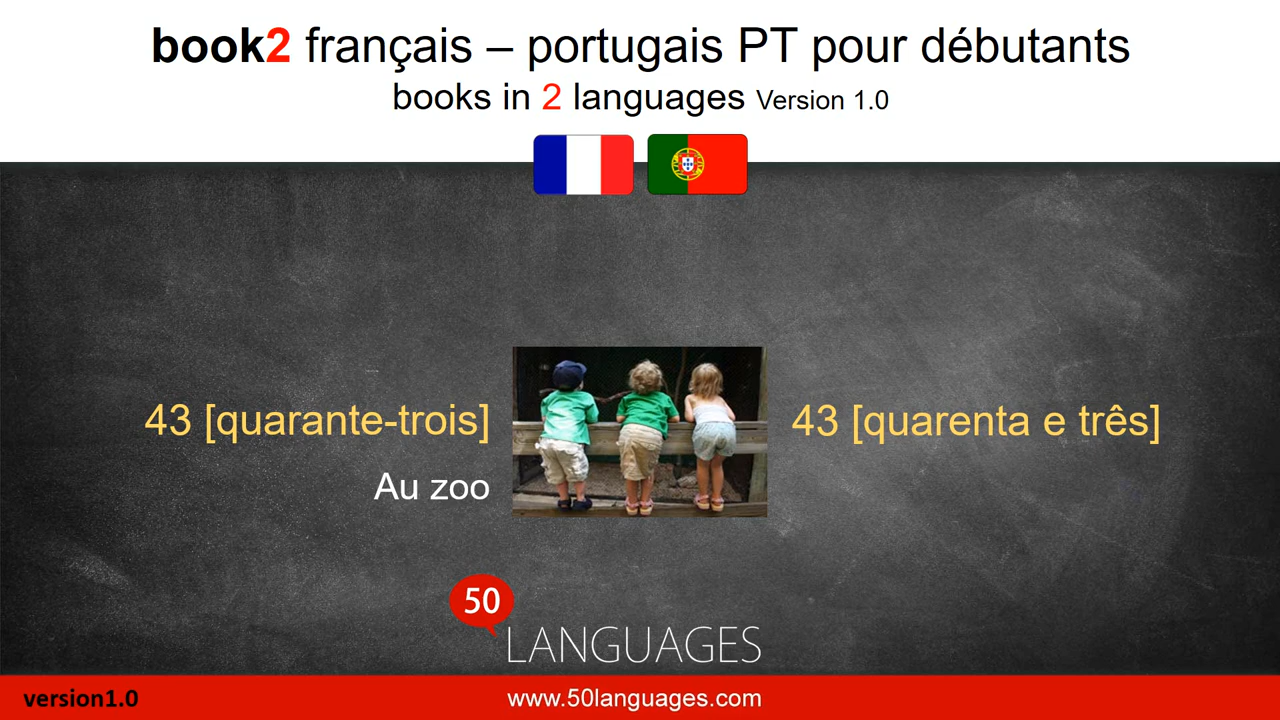 book2 français – portugais PT pour débutants
books in 2 languages Version 1.0
43 [quarante-trois]
43 [quarenta e três]
Au zoo
50
LANGUAGES
version1.0
www.50languages.com